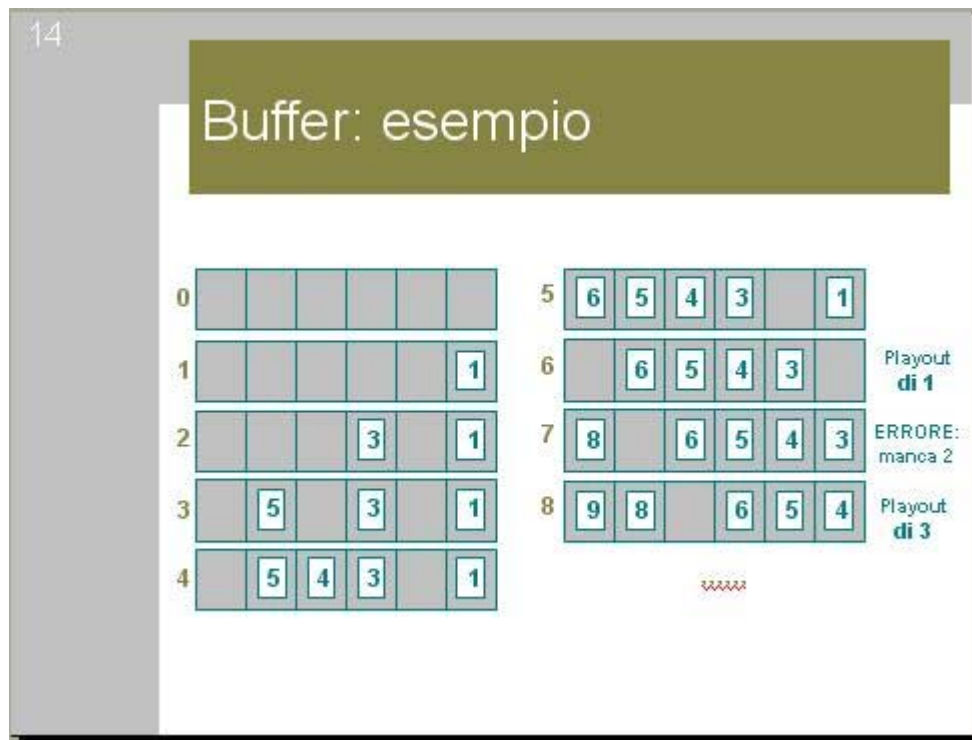 14
Buffer: esempio
0
1 1
2 3 1
3 5 3 1
4 5 4 3 1
5 6 5 4 3 1
6 6 5 4 3 Playout di 1
7 8 6 5 4 3 ERRORE: manca 2
8 9 8 6 5 4 Playout di 3